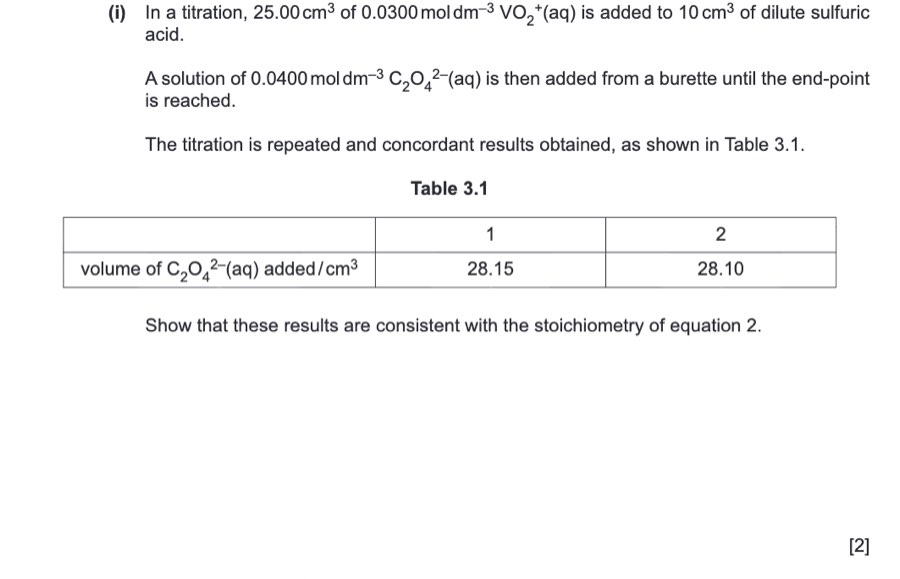 (i) In a titration, 25.00 cm³ of 0.0300 mol dm⁻³ VO₂⁺(aq) is added to 10 cm³ of dilute sulfuric
acid.
A solution of 0.0400 mol dm⁻³ C₂O₄²⁻(aq) is then added from a burette until the end-point
is reached.
The titration is repeated and concordant results obtained, as shown in Table 3.1.
Table 3.1
1 2
volume of C₂O₄²⁻(aq) added / cm³ 28.15 28.10
Show that these results are consistent with the stoichiometry of equation 2.
[2]